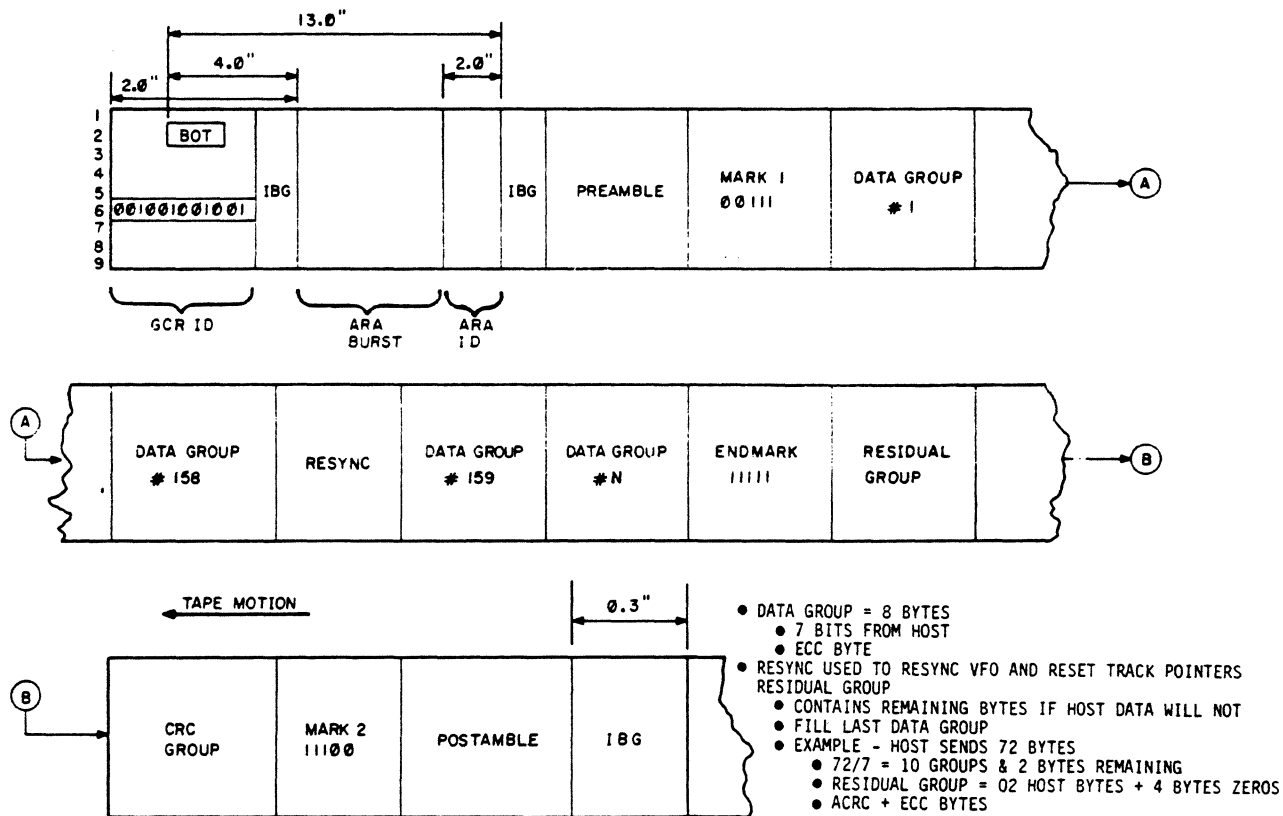 13.0"
4.0"
2.0"
2.0"
1
2
3
4
5
6
7
8
9
BOT
001001001001
IBG
IBG
PREAMBLE
MARK 1
00111
DATA GROUP
# 1
A
GCR ID
ARA
BURST
ARA
ID
A
DATA GROUP
# 158
RESYNC
DATA GROUP
# 159
DATA GROUP
# N
ENDMARK
11111
RESIDUAL
GROUP
B
TAPE MOTION
0.3"
B
CRC
GROUP
MARK 2
11100
POSTAMBLE
IBG
● DATA GROUP = 8 BYTES
● 7 BITS FROM HOST
● ECC BYTE
● RESYNC USED TO RESYNC VFO AND RESET TRACK POINTERS
RESIDUAL GROUP
● CONTAINS REMAINING BYTES IF HOST DATA WILL NOT
● FILL LAST DATA GROUP
● EXAMPLE - HOST SENDS 72 BYTES
● 72/7 = 10 GROUPS & 2 BYTES REMAINING
● RESIDUAL GROUP = 02 HOST BYTES + 4 BYTES ZEROS
● ACRC + ECC BYTES